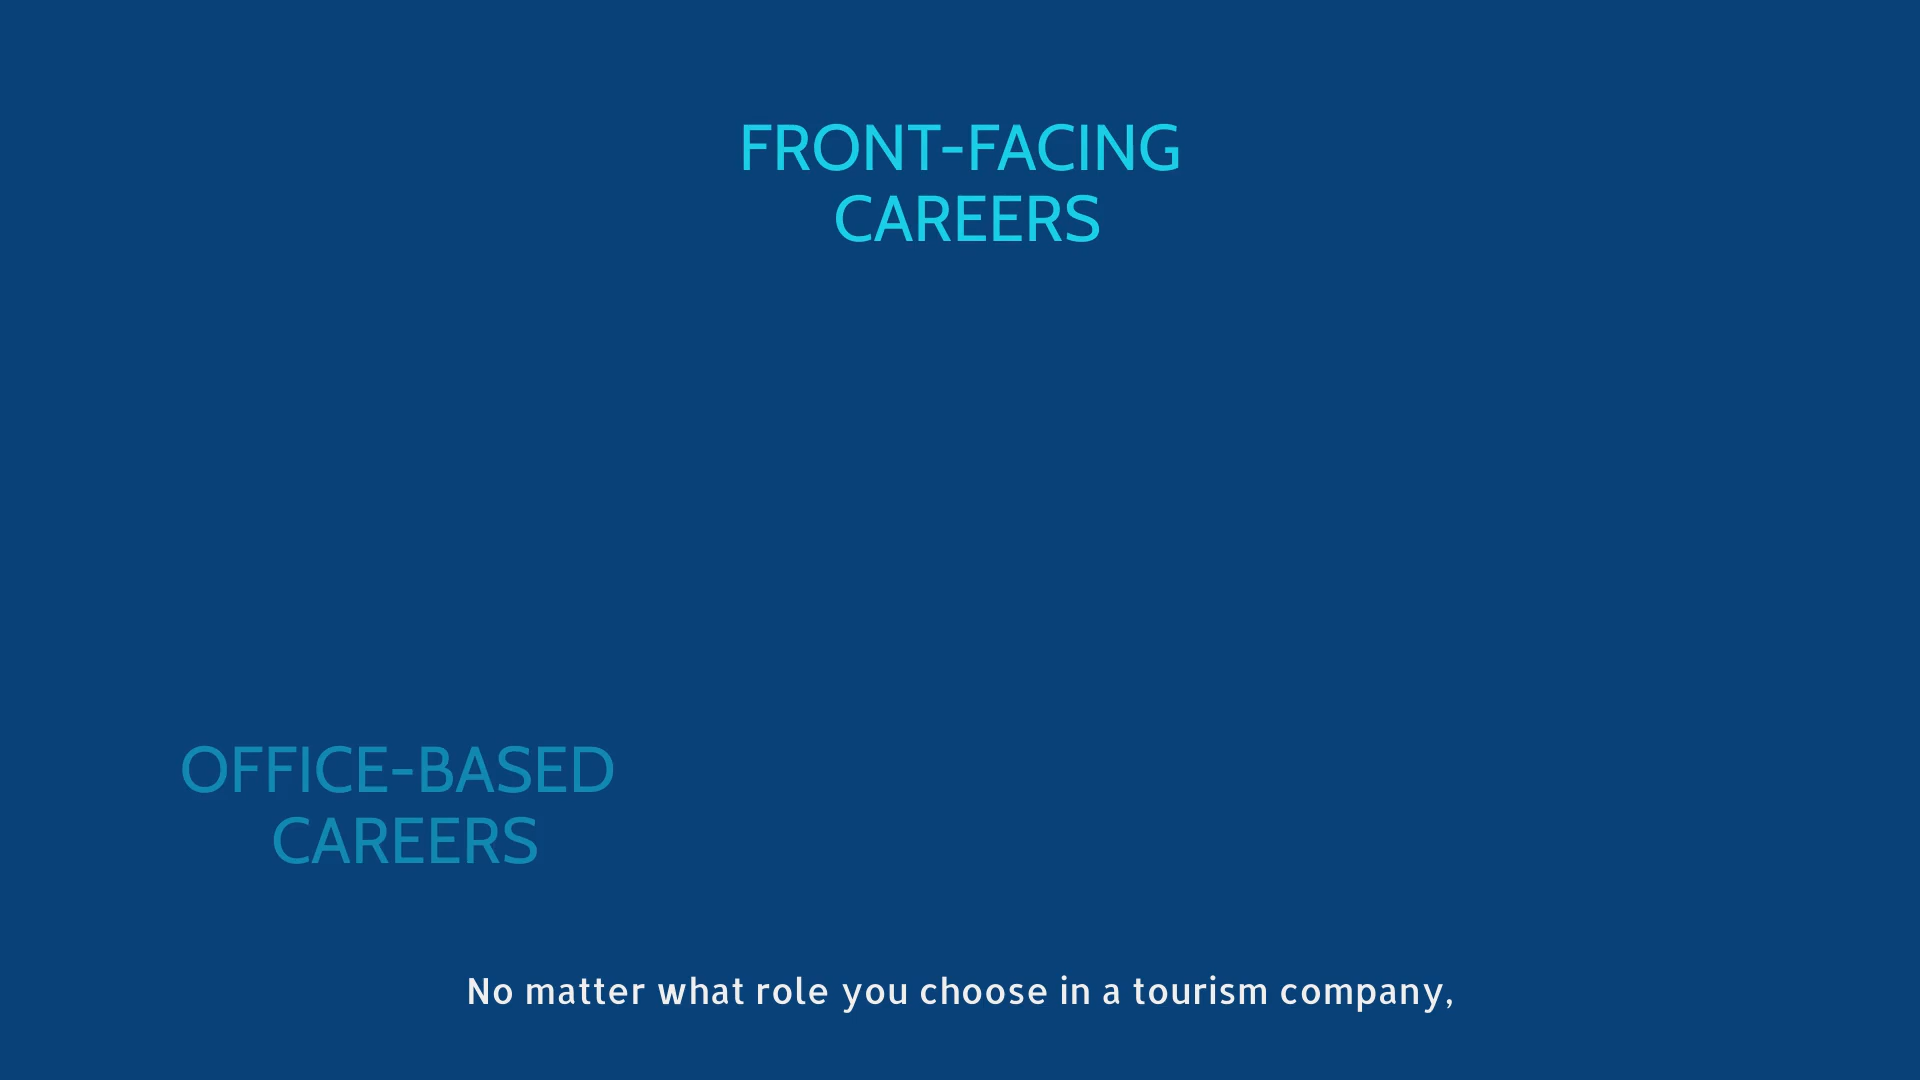 FRONT-FACING
CAREERS
OFFICE-BASED
CAREERS
No matter what role you choose in a tourism company,